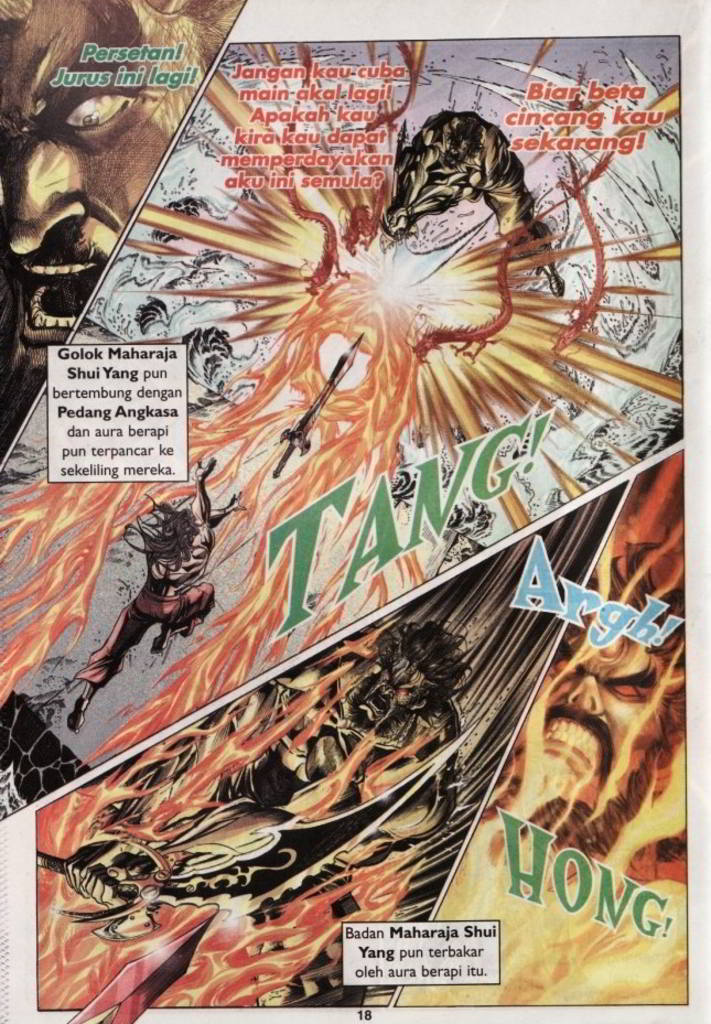 Persetan!
Jurus ini lagi!
Jangan kau cuba
main akal lagi!
Apakah kau
kira kau dapat
memperdayakan
aku ini semula?
Biar beta
cincang kau
sekarang!
Golok Maharaja
Shui Yang pun
bertembung dengan
Pedang Angkasa
dan aura berapi
pun terpancar ke
sekeliling mereka.
TANG!
Argh!
HONG!
Badan Maharaja Shui
Yang pun terbakar
oleh aura berapi itu.
18